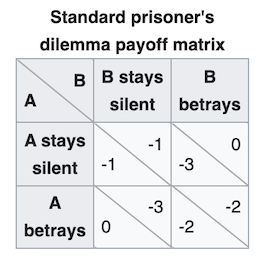 Standard prisoner's
dilemma payoff matrix
B
A
B stays
silent
B
betrays
A stays
silent
-1
-1
0
-3
A
betrays
-3
0
-2
-2